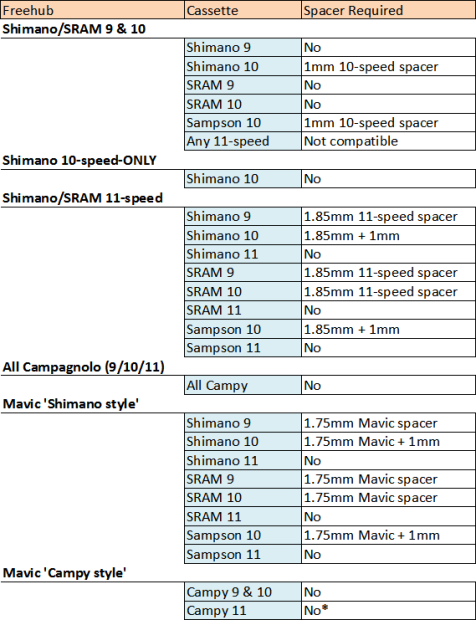 Freehub Cassette Spacer Required
Shimano/SRAM 9 & 10
Shimano 9 No
Shimano 10 1mm 10-speed spacer
SRAM 9 No
SRAM 10 No
Sampson 10 1mm 10-speed spacer
Any 11-speed Not compatible
Shimano 10-speed-ONLY
Shimano 10 No
Shimano/SRAM 11-speed
Shimano 9 1.85mm 11-speed spacer
Shimano 10 1.85mm + 1mm
Shimano 11 No
SRAM 9 1.85mm 11-speed spacer
SRAM 10 1.85mm 11-speed spacer
SRAM 11 No
Sampson 10 1.85mm + 1mm
Sampson 11 No
All Campagnolo (9/10/11)
All Campy No
Mavic 'Shimano style'
Shimano 9 1.75mm Mavic spacer
Shimano 10 1.75mm Mavic + 1mm
Shimano 11 No
SRAM 9 1.75mm Mavic spacer
SRAM 10 1.75mm Mavic spacer
SRAM 11 No
Sampson 10 1.75mm Mavic + 1mm
Sampson 11 No
Mavic 'Campy style'
Campy 9 & 10 No
Campy 11 No*